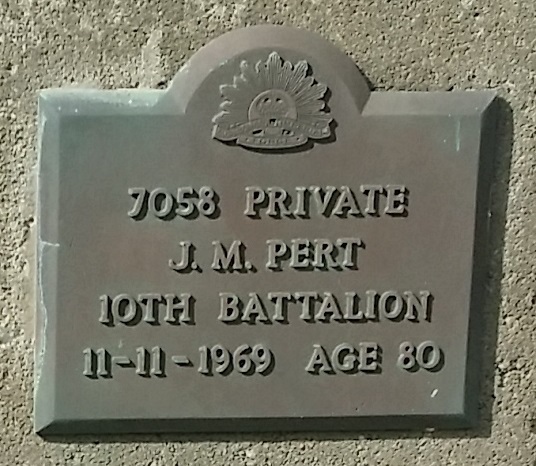 7058 PRIVATE
J. M. PERT
10TH BATTALION
11-11-1969 AGE 80